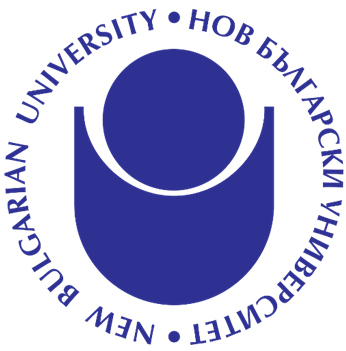 NEW BULGARIAN UNIVERSITY •
НОВ БЪЛГАРСКИ УНИВЕРСИТЕТ •